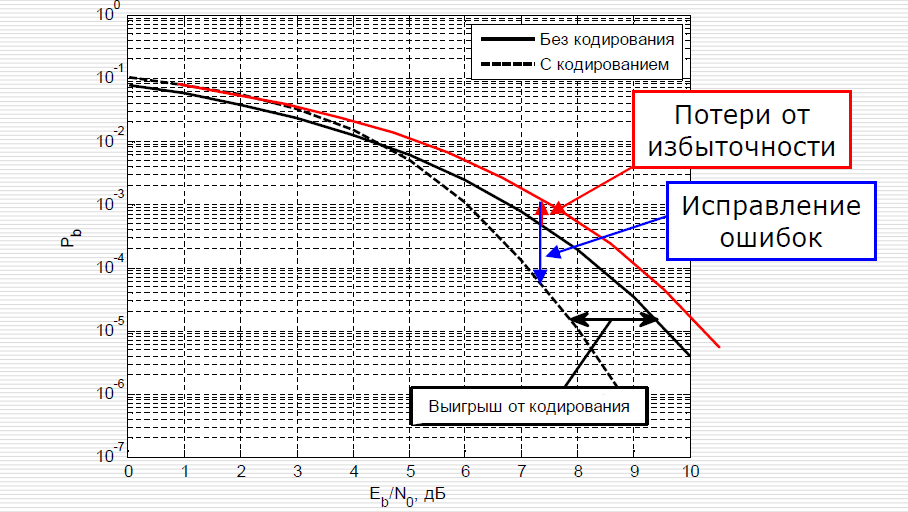 10^0
Без кодирования
С кодированием
10^-1
Потери от
избыточности
10^-2
10^-3
Исправление
ошибок
P_b
10^-4
10^-5
10^-6
Выигрыш от кодирования
10^-7
0 1 2 3 4 5 6 7 8 9 10
E_b/N_0, дБ